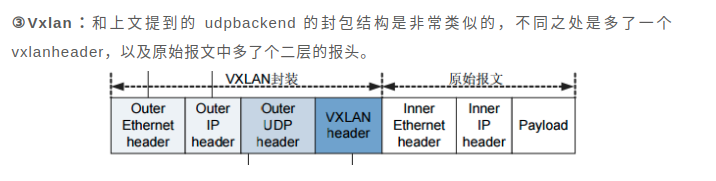 ③Vxlan：和上文提到的 udpbackend 的封包结构是非常类似的，不同之处是多了一个
vxlanheader，以及原始报文中多了个二层的报头。
VXLAN封装 原始报文
Outer Ethernet header
Outer IP header
Outer UDP header
VXLAN header
Inner Ethernet header
Inner IP header
Payload